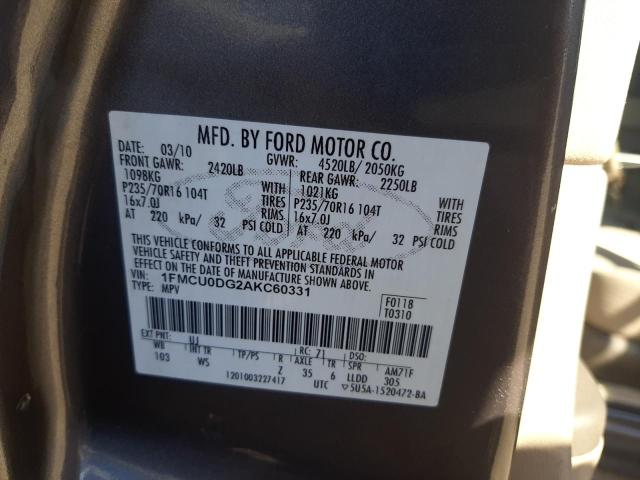 MFD. BY FORD MOTOR CO.
DATE: 03/10 GVWR: 4520LB/ 2050KG
FRONT GAWR: 2420LB REAR GAWR: 2250LB
1098KG WITH 1021KG WITH
P235/70R16 104T TIRES P235/70R16 104T TIRES
16x7.0J RIMS 16x7.0J RIMS
AT 220 kPa/ 32 PSI COLD AT 220 kPa/ 32 PSI COLD
THIS VEHICLE CONFORMS TO ALL APPLICABLE FEDERAL MOTOR
VEHICLE SAFETY AND THEFT PREVENTION STANDARDS IN
EFFECT ON THE DATE OF MANUFACTURE SHOWN ABOVE.
VIN: 1FMCU0DG2AKC60331
TYPE: MPV
F0118
T0310
EXT PNT: UJ RC: 71 DSO:
WB INT TR TP/PS R AXLE TR SPR AM71F
103 WS Z 35 6 LLDD 305
1201003227417 UTC 5U5A-1520472-BA
Ford